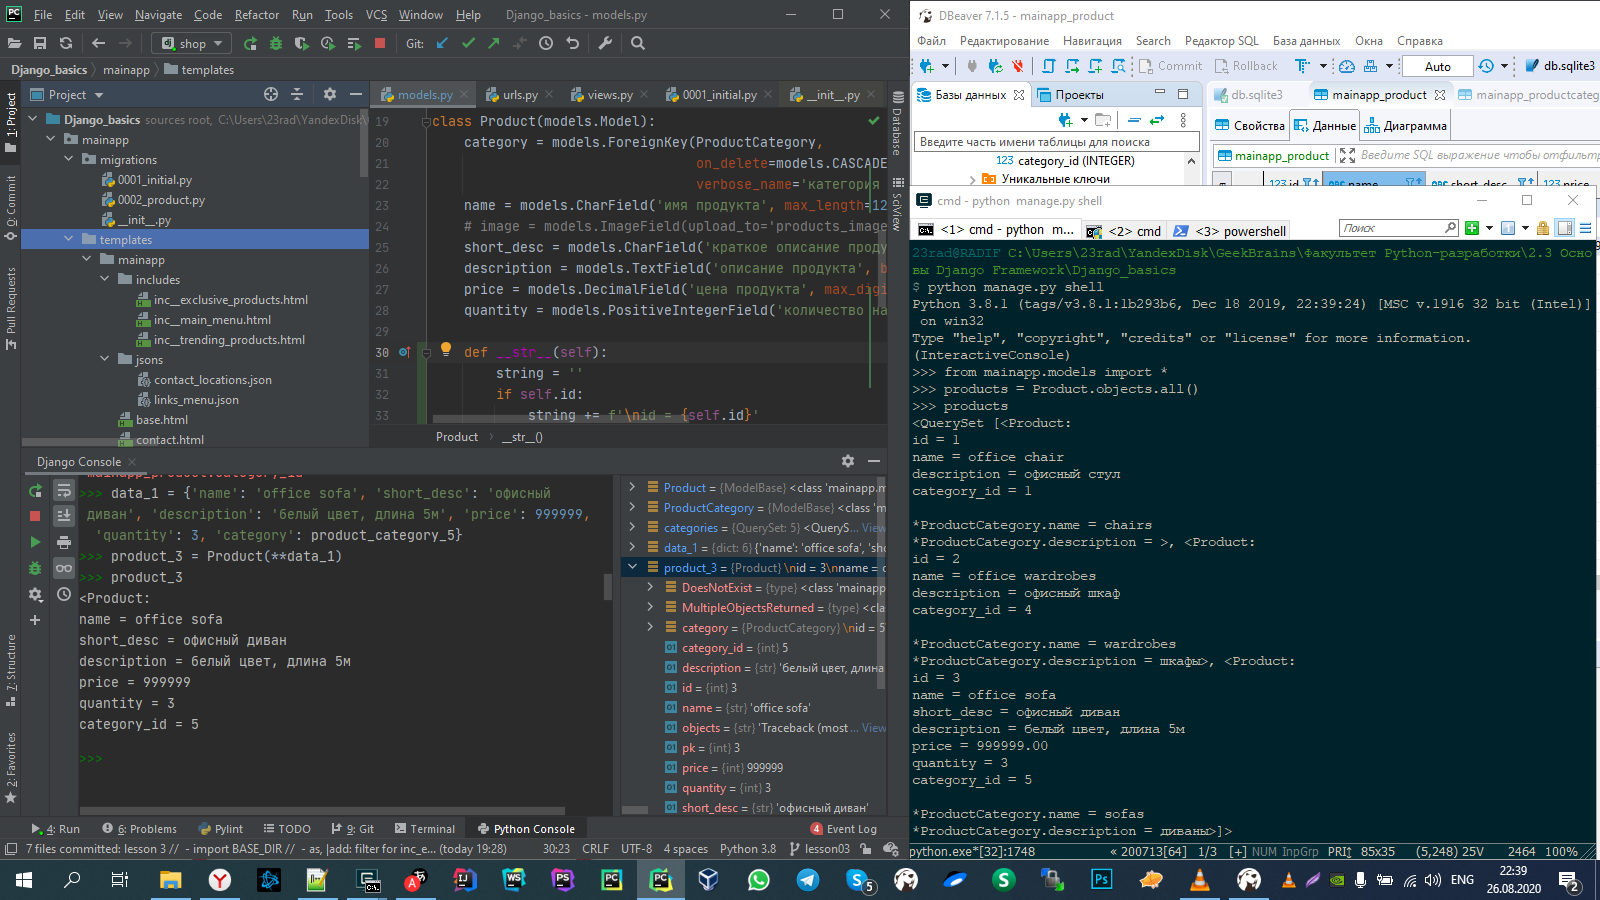 File Edit View Navigate Code Refactor Run Tools VCS Window Help Django_basics - models.py
shop Git:
Django_basics mainapp templates
1: Project
Commit
Pull Requests
7: Structure
2: Favorites
Project
Django_basics sources root, C:\Users\23rad\YandexDisk\
mainapp
migrations
0001_initial.py
0002_product.py
__init__.py
templates
mainapp
includes
inc__exclusive_products.html
inc__main_menu.html
inc__trending_products.html
jsons
contact_locations.json
links_menu.json
base.html
contact.html
models.py urls.py views.py 0001_initial.py __init__.py
19 class Product(models.Model):
20 category = models.ForeignKey(ProductCategory,
21 on_delete=models.CASCADE
22 verbose_name='категория
23 name = models.CharField('имя продукта', max_length=12
24 # image = models.ImageField(upload_to='products_image
25 short_desc = models.CharField('краткое описание проду
26 description = models.TextField('описание продукта', b
27 price = models.DecimalField('цена продукта', max_digi
28 quantity = models.PositiveIntegerField('количество на
29
30 def __str__(self):
31 string = ''
32 if self.id:
33 string += f'\nid = {self.id}'
Product __str__()
Database
SciView
Django Console
mainapp_product.category_id
>>> data_1 = {'name': 'office sofa', 'short_desc': 'офисный
диван', 'description': 'белый цвет, длина 5м', 'price': 999999,
'quantity': 3, 'category': product_category_5}
>>> product_3 = Product(**data_1)
>>> product_3
<Product:
name = office sofa
short_desc = офисный диван
description = белый цвет, длина 5м
price = 999999
quantity = 3
category_id = 5
>>>
Product = {ModelBase} <class 'mainapp.m
ProductCategory = {ModelBase} <class 'm
categories = {QuerySet: 5} <QueryS... View
data_1 = {dict: 6} {'name': 'office sofa', 'sho
product_3 = {Product} \nid = 3\nname = o
DoesNotExist = {type} <class 'mainapp
MultipleObjectsReturned = {type} <cla
category = {ProductCategory} \nid = 5\
category_id = {int} 5
description = {str} 'белый цвет, длина
id = {int} 3
name = {str} 'office sofa'
objects = {str} 'Traceback (most... View
pk = {int} 3
price = {int} 999999
quantity = {int} 3
short_desc = {str} 'офисный диван'
4: Run 6: Problems Pylint TODO 9: Git Terminal Python Console 4 Event Log
7 files committed: lesson 3 // - import BASE_DIR // - as, |add: filter for inc_e... (today 19:28) 30:23 CRLF UTF-8 4 spaces Python 3.8 lesson03
DBeaver 7.1.5 - mainapp_product
Файл Редактирование Навигация Search Редактор SQL База данных Окна Справка
Commit Rollback Auto db.sqlite3
Базы данных Проекты
Введите часть имени таблицы для поиска
category_id (INTEGER)
Уникальные ключи
db.sqlite3 mainapp_product mainapp_productcateg
Свойства Данные Диаграмма
mainapp_product Введите SQL выражение чтобы отфильтр
123 id name short_desc 123 price
cmd - python manage.py shell
<1> cmd - python m... <2> cmd <3> powershell Поиск
23rad@RADIF C:\Users\23rad\YandexDisk\GeekBrains\Факультет Python-разработки\2.3 Осно
вы Django Framework\Django_basics
$ python manage.py shell
Python 3.8.1 (tags/v3.8.1:1b293b6, Dec 18 2019, 22:39:24) [MSC v.1916 32 bit (Intel)]
on win32
Type "help", "copyright", "credits" or "license" for more information.
(InteractiveConsole)
>>> from mainapp.models import *
>>> products = Product.objects.all()
>>> products
<QuerySet [<Product:
id = 1
name = office chair
description = офисный стул
category_id = 1
*ProductCategory.name = chairs
*ProductCategory.description = >, <Product:
id = 2
name = office wardrobes
description = офисный шкаф
category_id = 4
*ProductCategory.name = wardrobes
*ProductCategory.description = шкафы>, <Product:
id = 3
name = office sofa
short_desc = офисный диван
description = белый цвет, длина 5м
price = 999999.00
quantity = 3
category_id = 5
*ProductCategory.name = sofas
*ProductCategory.description = диваны>]>
python.exe*[32]:1748 « 200713[64] 1/3 [+] NUM InpGrp PRI 85x35 (5,248) 25V 2464 100%
5 ENG 22:39
26.08.2020 2